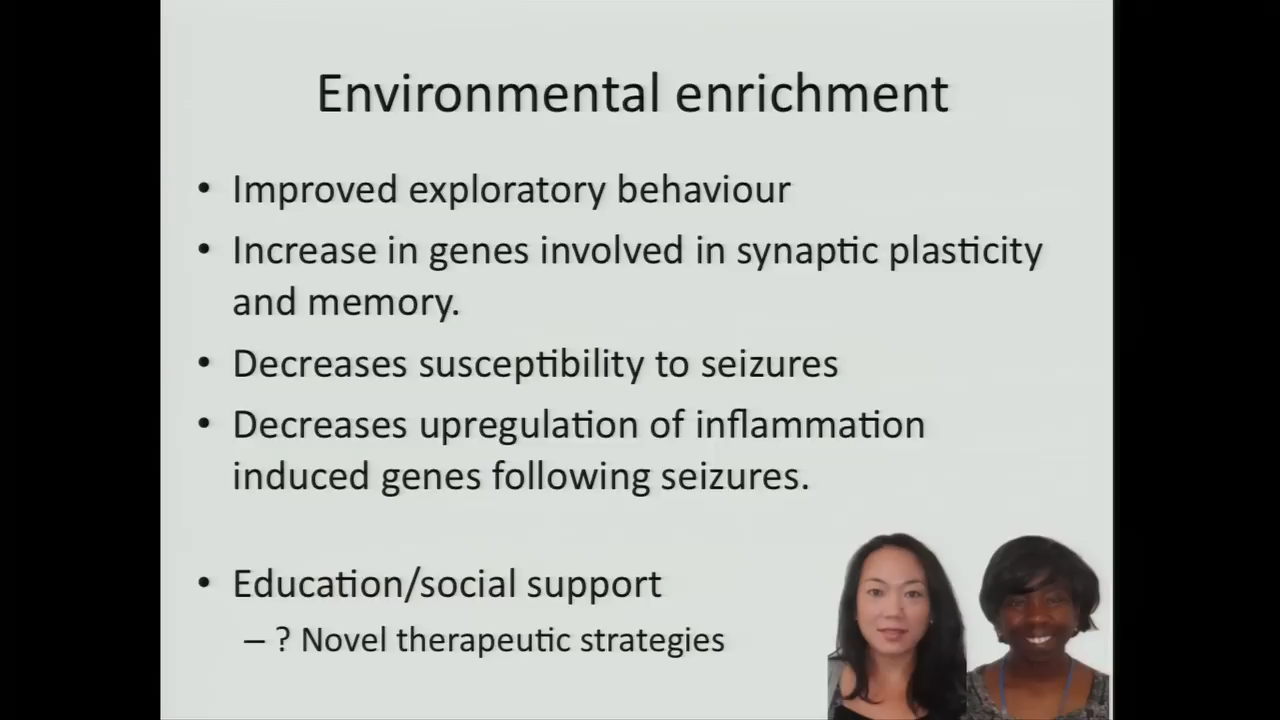 Environmental enrichment
• Improved exploratory behaviour
• Increase in genes involved in synaptic plasticity
and memory.
• Decreases susceptibility to seizures
• Decreases upregulation of inflammation
induced genes following seizures.
• Education/social support
– ? Novel therapeutic strategies